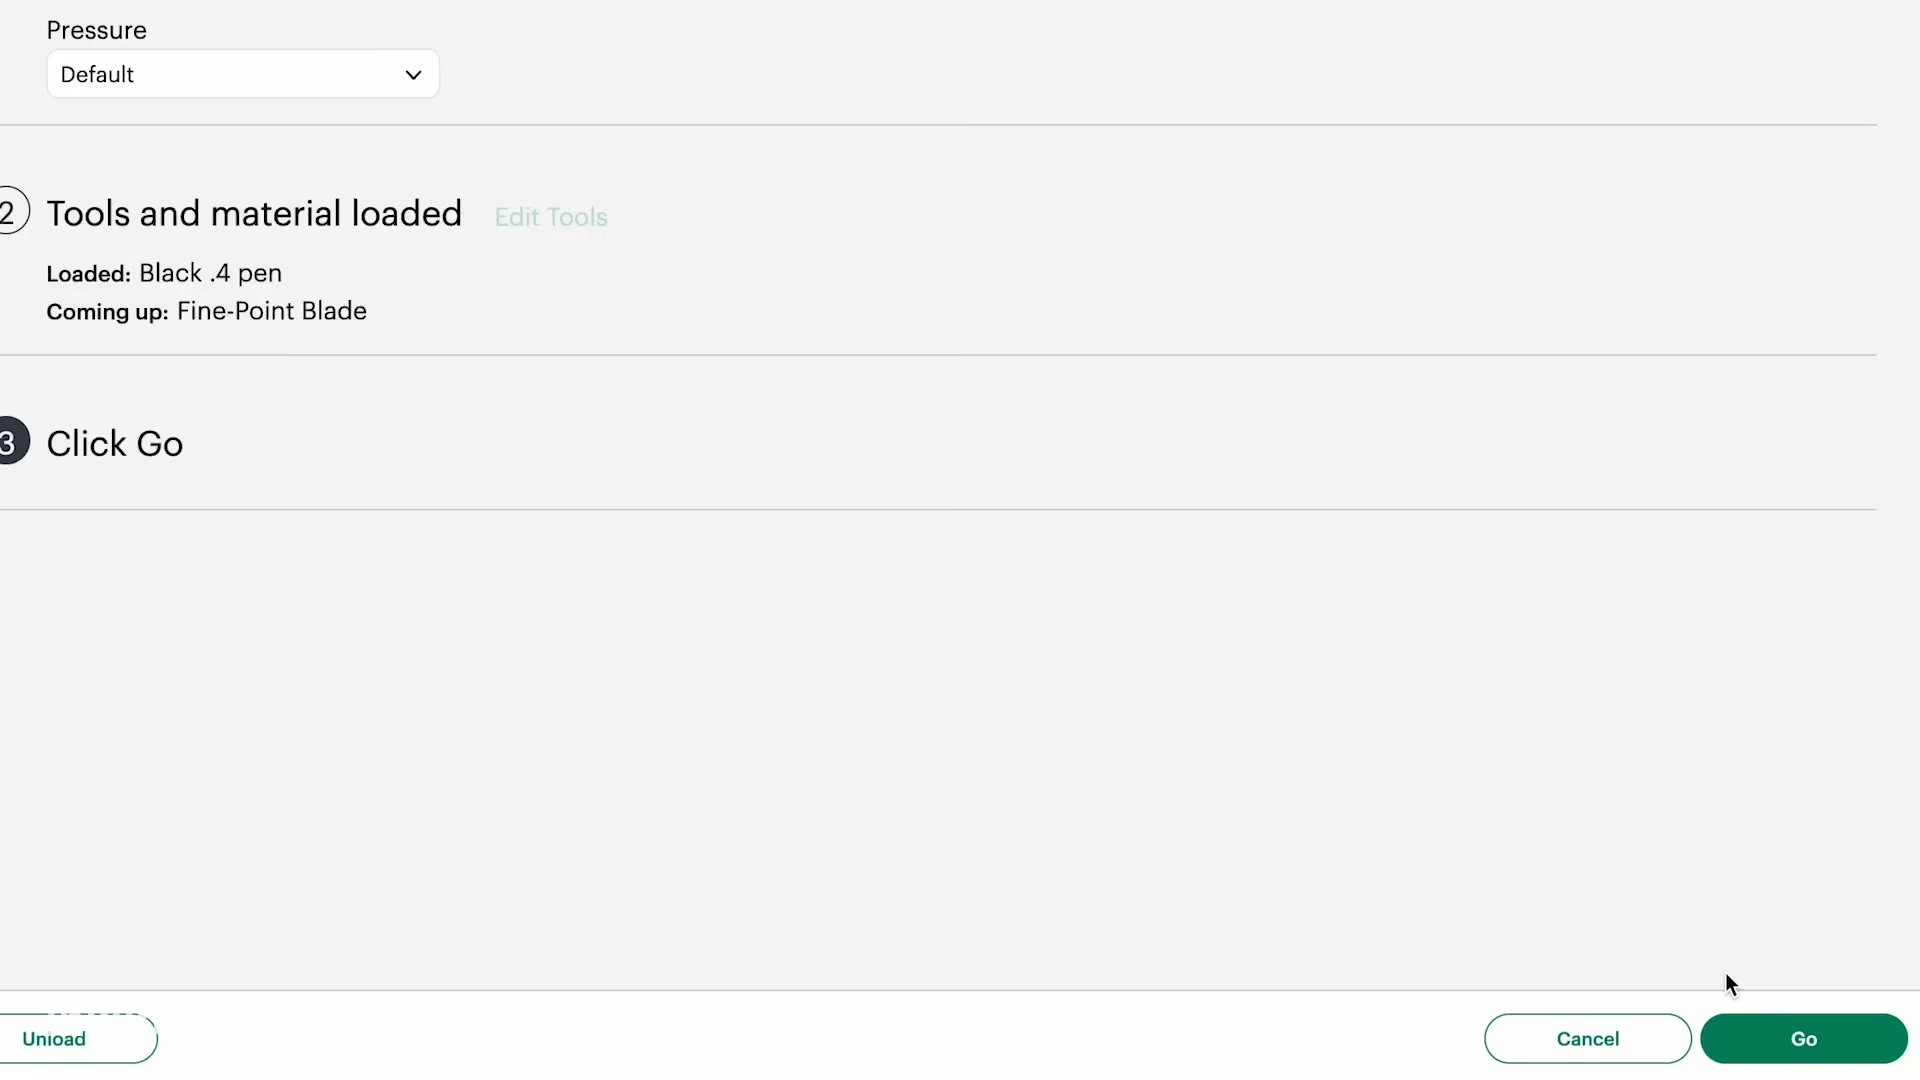 Pressure
Default
2 Tools and material loaded Edit Tools
Loaded: Black .4 pen
Coming up: Fine-Point Blade
3 Click Go
Unload Cancel Go